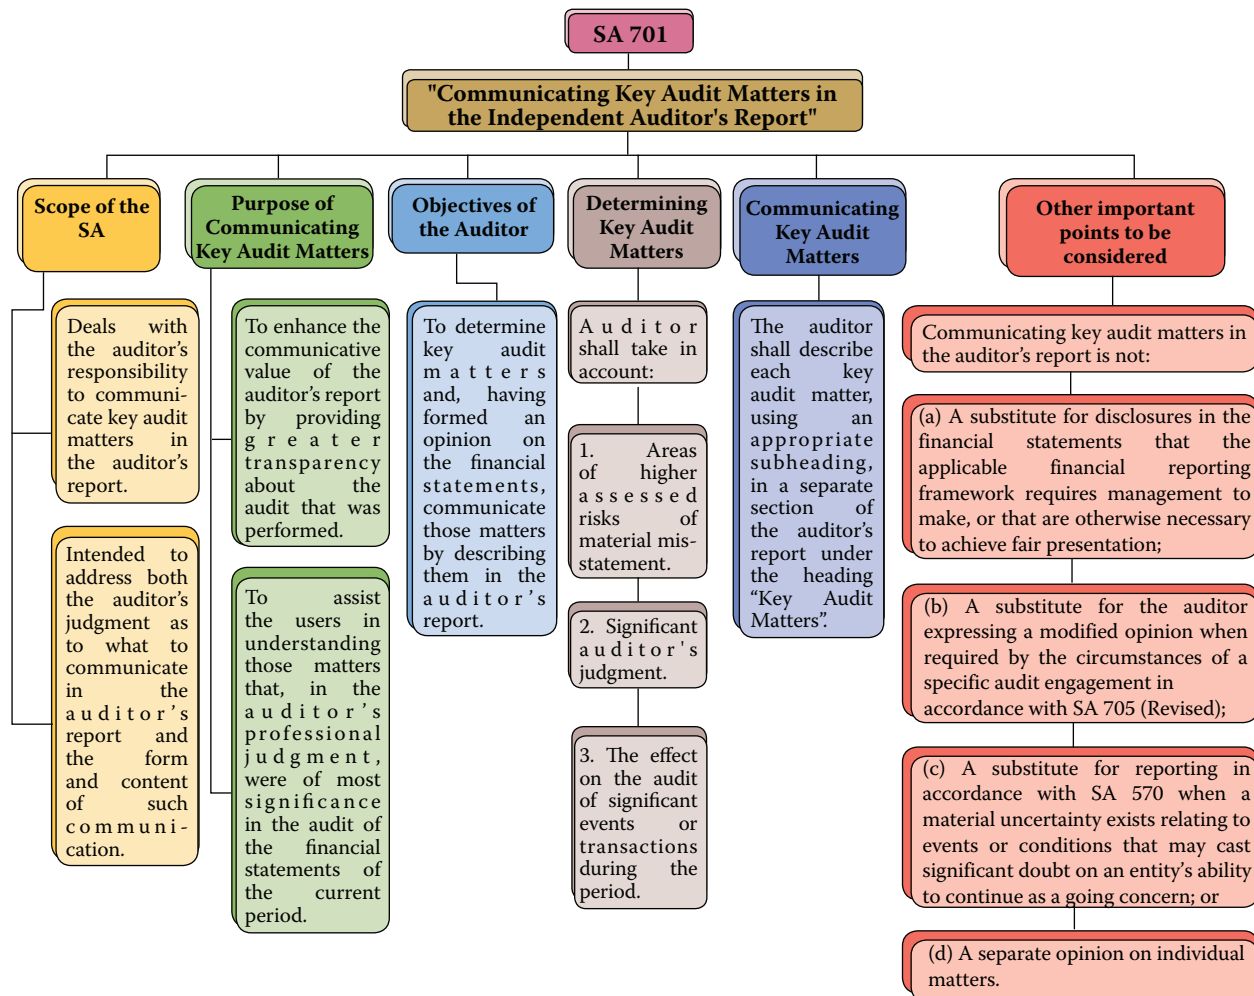 SA 701
"Communicating Key Audit Matters in
the Independent Auditor's Report"
Scope of the
SA
Deals with
the auditor's
responsibility
to communi-
cate key audit
matters in
the auditor's
report.
Intended to
address both
the auditor's
judgment as
to what to
communicate
in the
auditor's
report and
the form
and content
of such
communi-
cation.
Purpose of
Communicating
Key Audit Matters
To enhance the
communicative
value of the
auditor's report
by providing
greater
transparency
about the
audit that was
performed.
To assist
the users in
understanding
those matters
that, in the
auditor's
professional
judgment,
were of most
significance
in the audit of
the financial
statements of
the current
period.
Objectives of
the Auditor
To determine
key audit
matters
and, having
formed an
opinion on
the financial
statements,
communicate
those matters
by describing
them in the
auditor's
report.
Determining
Key Audit
Matters
Auditor
shall take in
account:
1. Areas
of higher
assessed
risks of
material mis-
statement.
2. Significant
auditor's
judgment.
3. The effect
on the audit
of significant
events or
transactions
during the
period.
Communicating
Key Audit
Matters
The auditor
shall describe
each key
audit matter,
using an
appropriate
subheading,
in a separate
section of
the auditor's
report under
the heading
“Key Audit
Matters”.
Other important
points to be
considered
Communicating key audit matters in
the auditor's report is not:
(a) A substitute for disclosures in the
financial statements that the
applicable financial reporting
framework requires management to
make, or that are otherwise necessary
to achieve fair presentation;
(b) A substitute for the auditor
expressing a modified opinion when
required by the circumstances of a
specific audit engagement in
accordance with SA 705 (Revised);
(c) A substitute for reporting in
accordance with SA 570 when a
material uncertainty exists relating to
events or conditions that may cast
significant doubt on an entity's ability
to continue as a going concern; or
(d) A separate opinion on individual
matters.